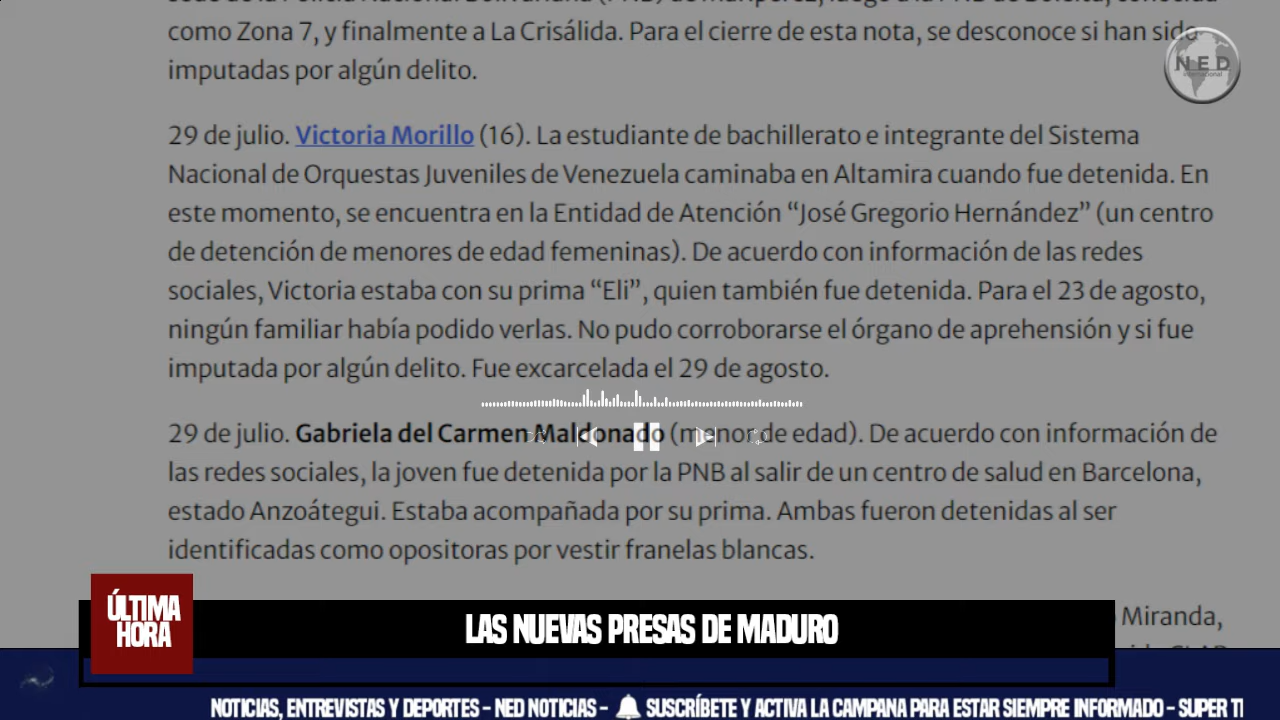 como Zona 7, y finalmente a La Crisálida. Para el cierre de esta nota, se desconoce si han sido
imputadas por algún delito.
NED
international
29 de julio. Victoria Morillo (16). La estudiante de bachillerato e integrante del Sistema
Nacional de Orquestas Juveniles de Venezuela caminaba en Altamira cuando fue detenida. En
este momento, se encuentra en la Entidad de Atención “José Gregorio Hernández” (un centro
de detención de menores de edad femeninas). De acuerdo con información de las redes
sociales, Victoria estaba con su prima “Eli”, quien también fue detenida. Para el 23 de agosto,
ningún familiar había podido verlas. No pudo corroborarse el órgano de aprehensión y si fue
imputada por algún delito. Fue excarcelada el 29 de agosto.
29 de julio. Gabriela del Carmen Maldonado (menor de edad). De acuerdo con información de
las redes sociales, la joven fue detenida por la PNB al salir de un centro de salud en Barcelona,
estado Anzoátegui. Estaba acompañada por su prima. Ambas fueron detenidas al ser
identificadas como opositoras por vestir franelas blancas.
Miranda,
ÚLTIMA
HORA
LAS NUEVAS PRESAS DE MADURO
NOTICIAS, ENTREVISTAS Y DEPORTES - NED NOTICIAS - SUSCRÍBETE Y ACTIVA LA CAMPANA PARA ESTAR SIEMPRE INFORMADO - SUPER